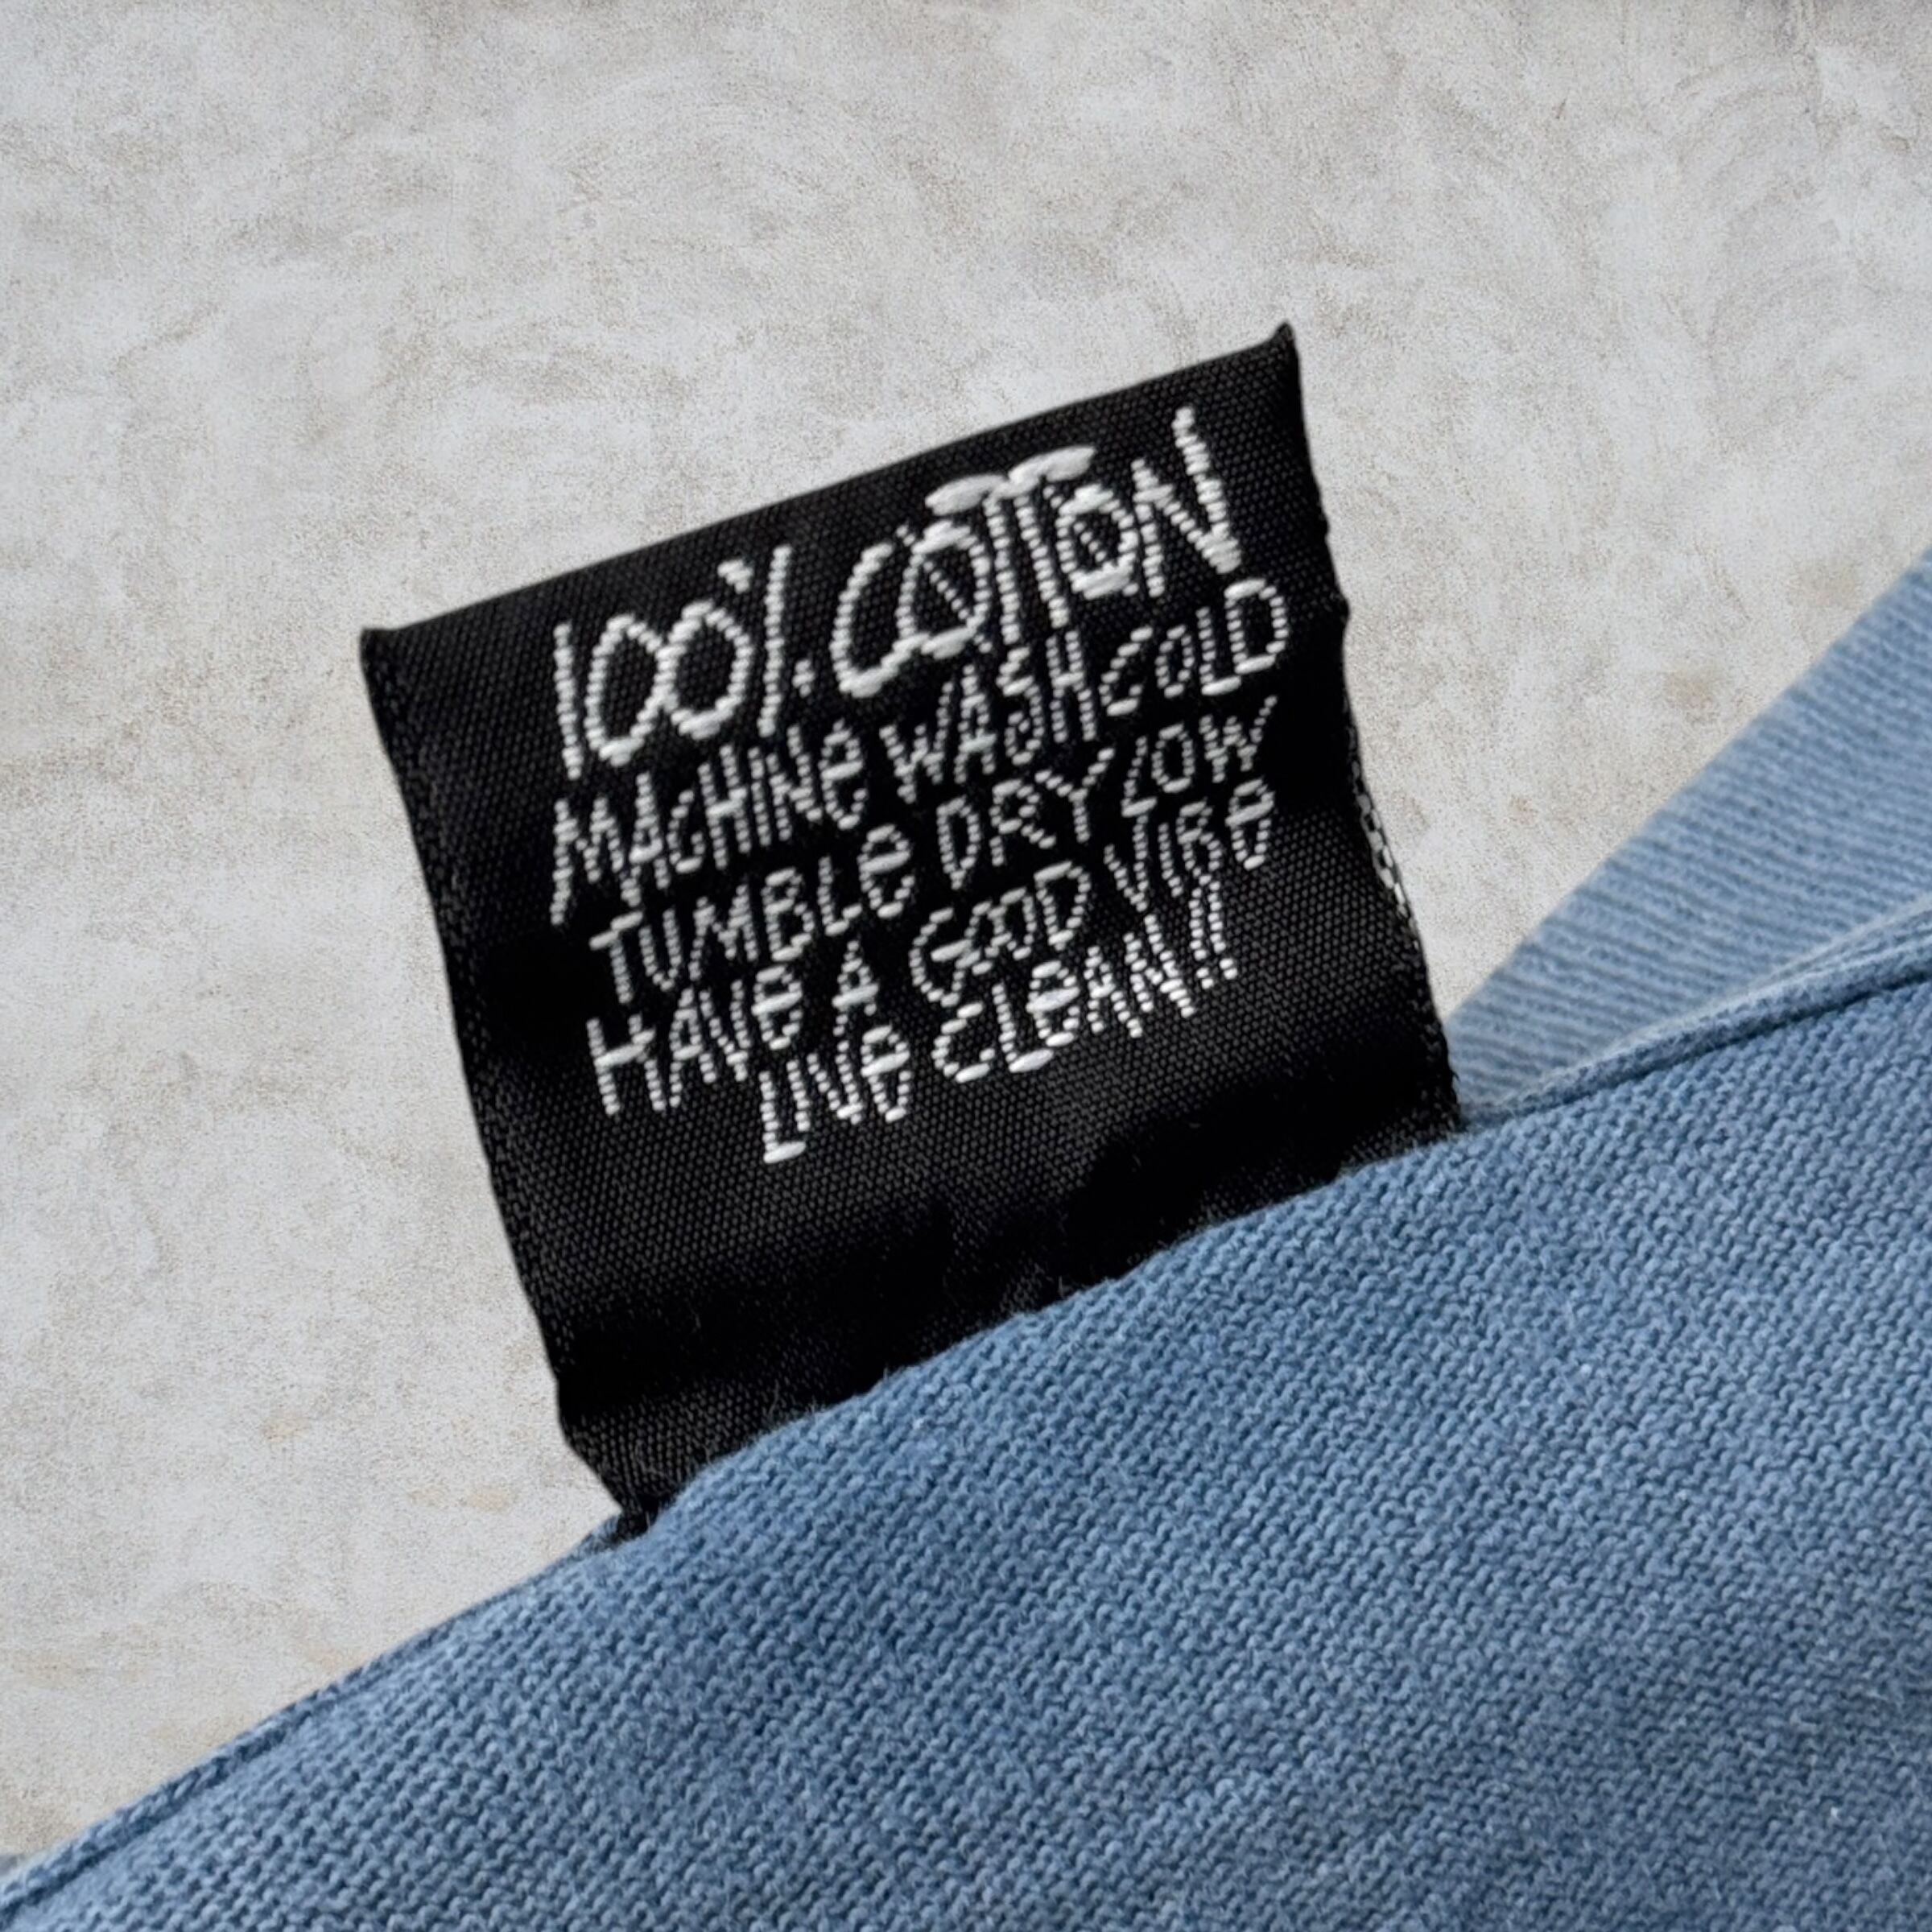 100% COTTON
MACHINe WASH COLD
TUMBLe DRY LOW
HAVe A GOOD VIBe
LIVe CLeAN!!